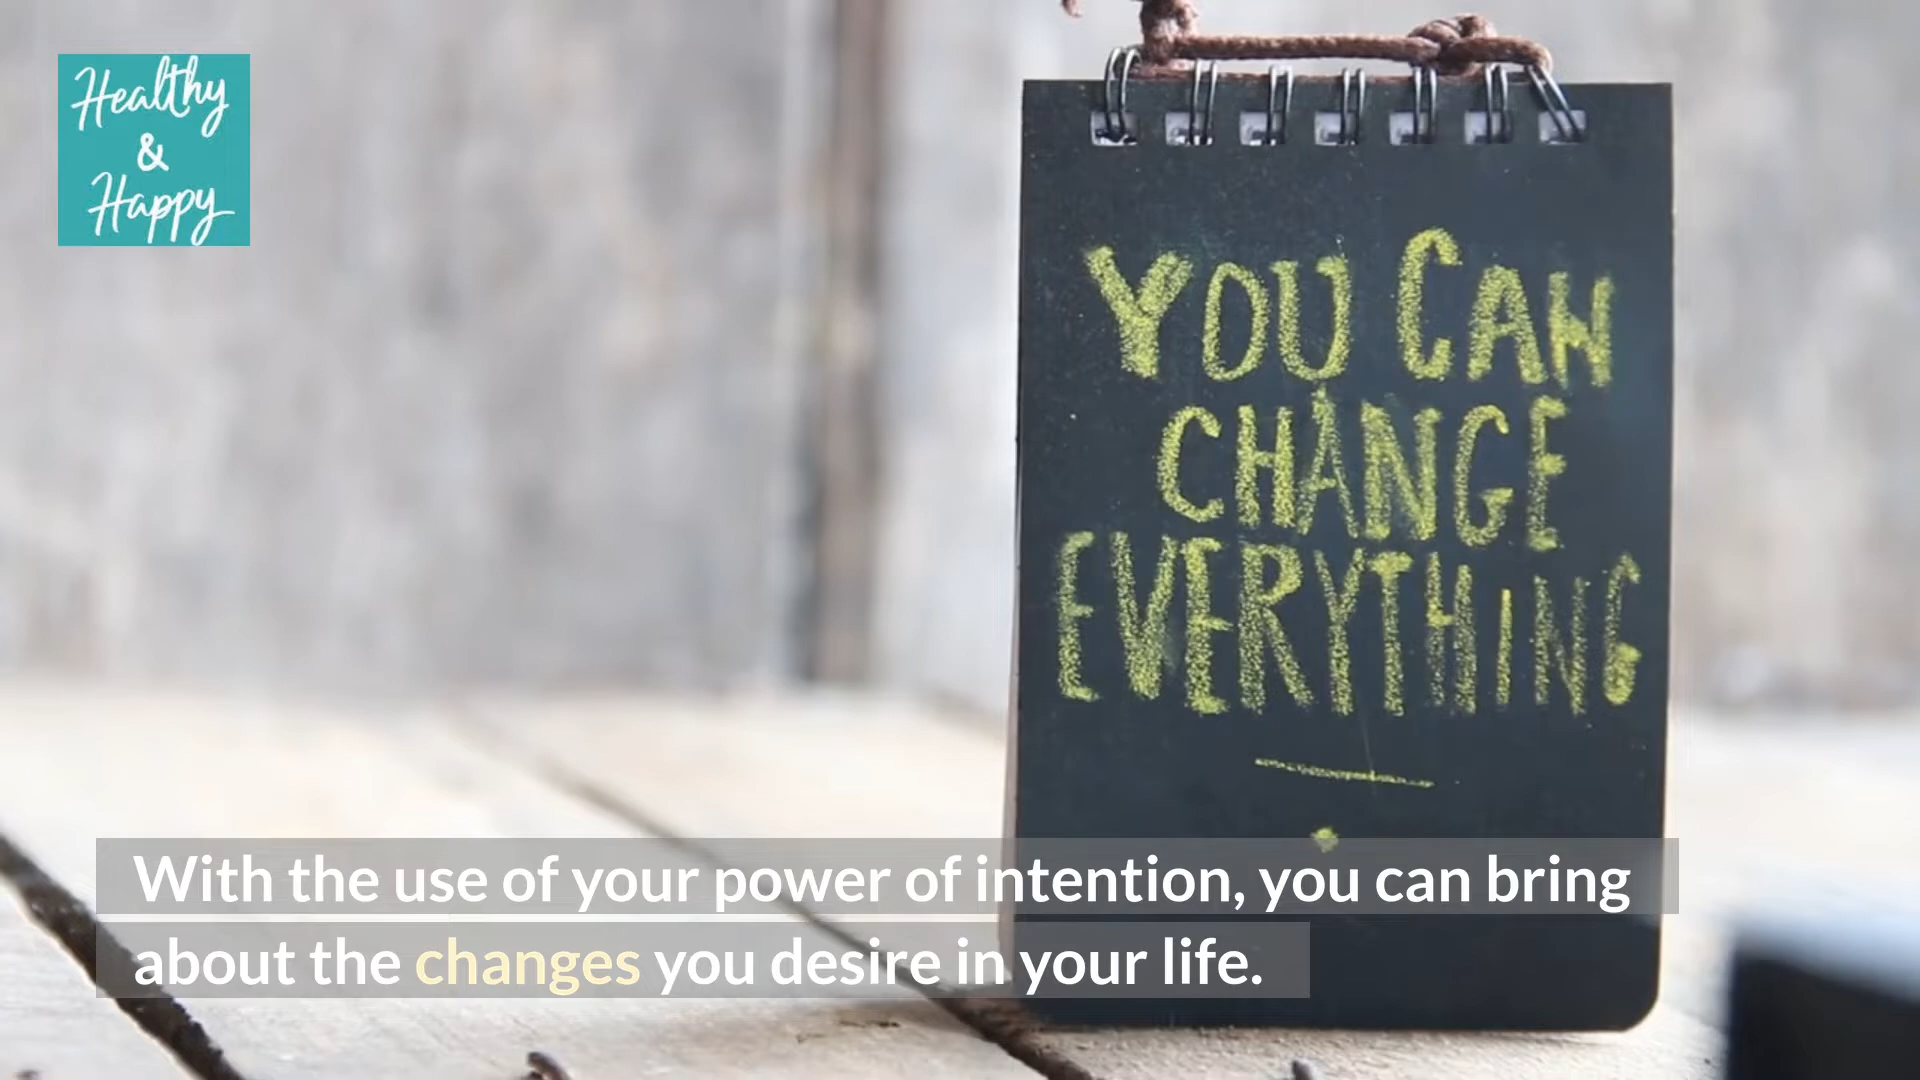 Healthy
&
Happy
YOU CAN
CHANGE
EVERYTHING
With the use of your power of intention, you can bring
about the changes you desire in your life.